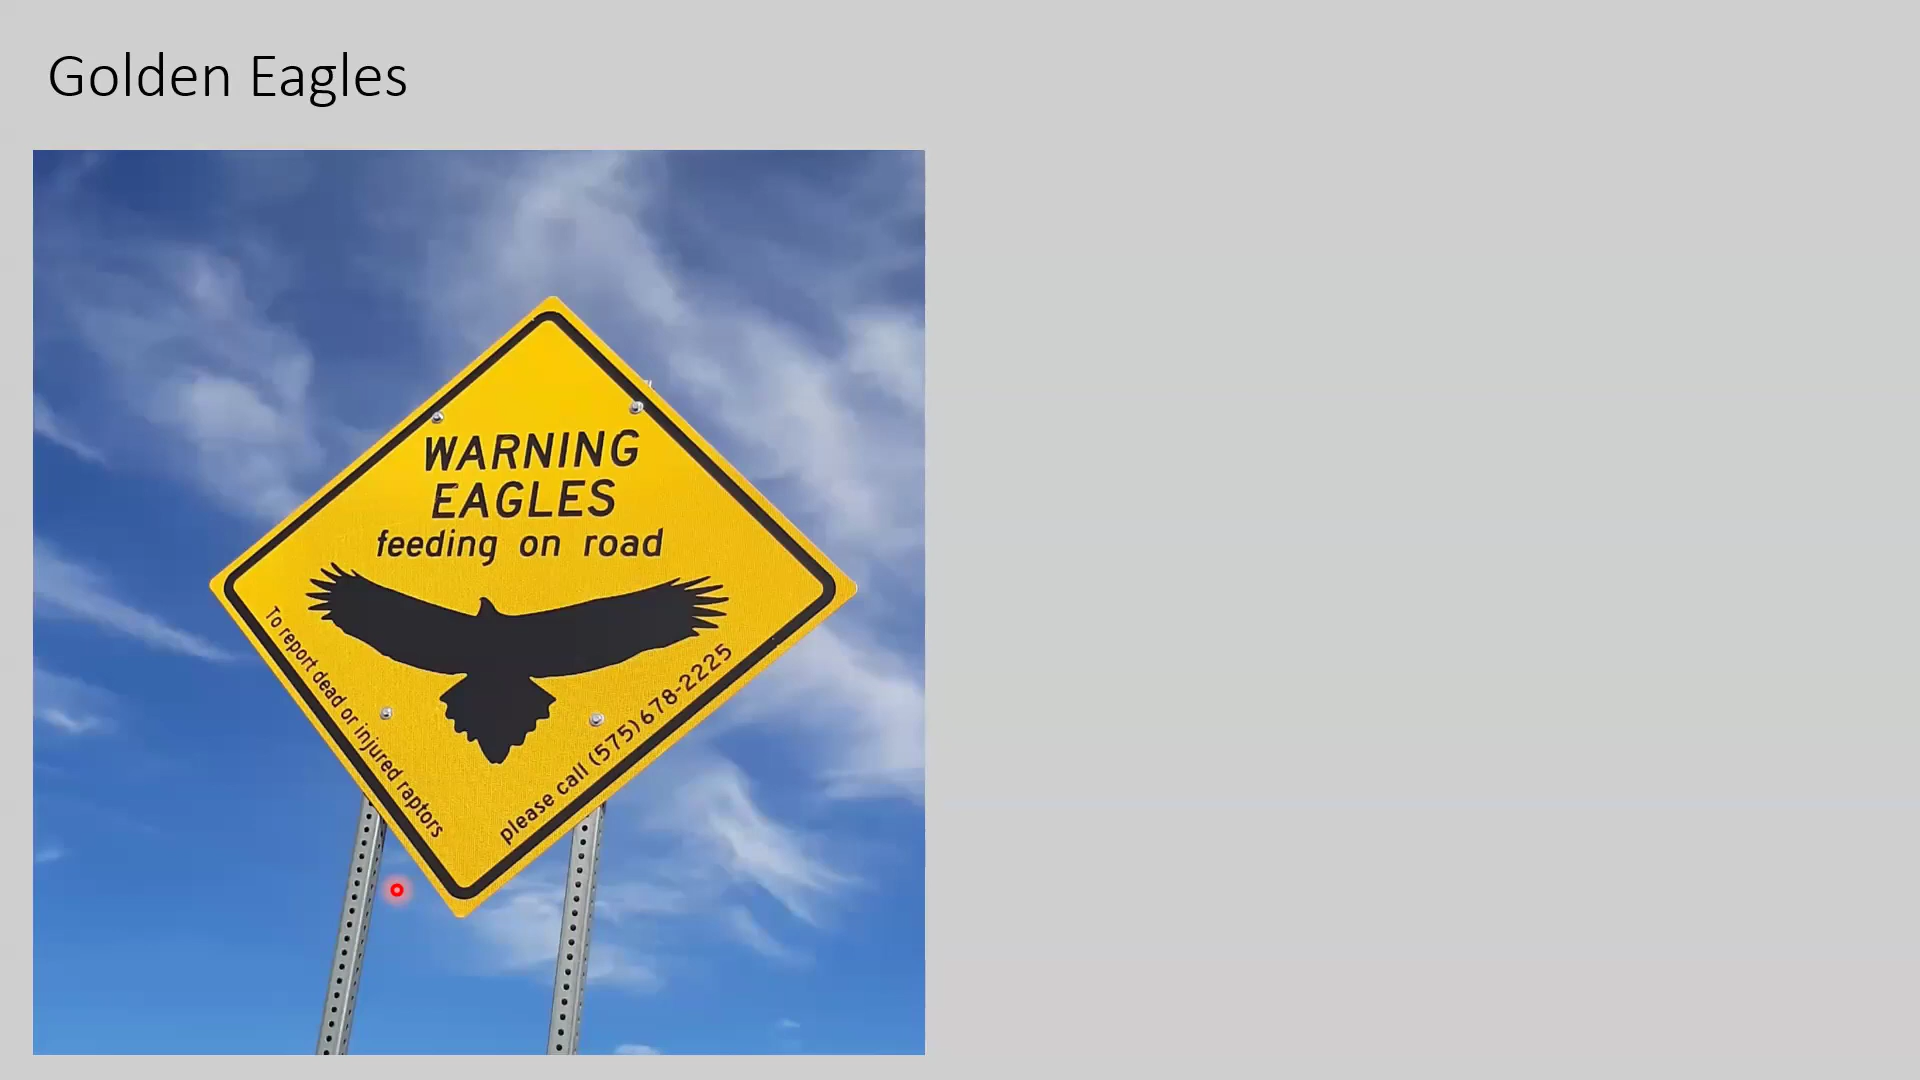 Golden Eagles
WARNING
EAGLES
feeding on road
To report dead or injured raptors
please call (575) 678-2225